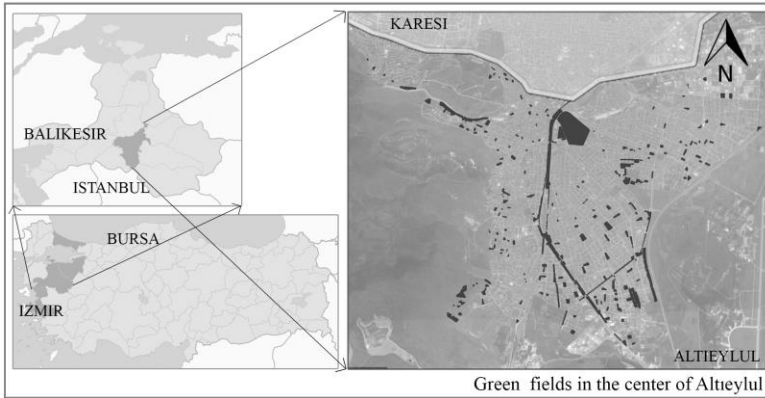 BALIKESIR
ISTANBUL
BURSA
IZMIR
KARESI
N
ALTIEYLUL
Green fields in the center of Altıeylul